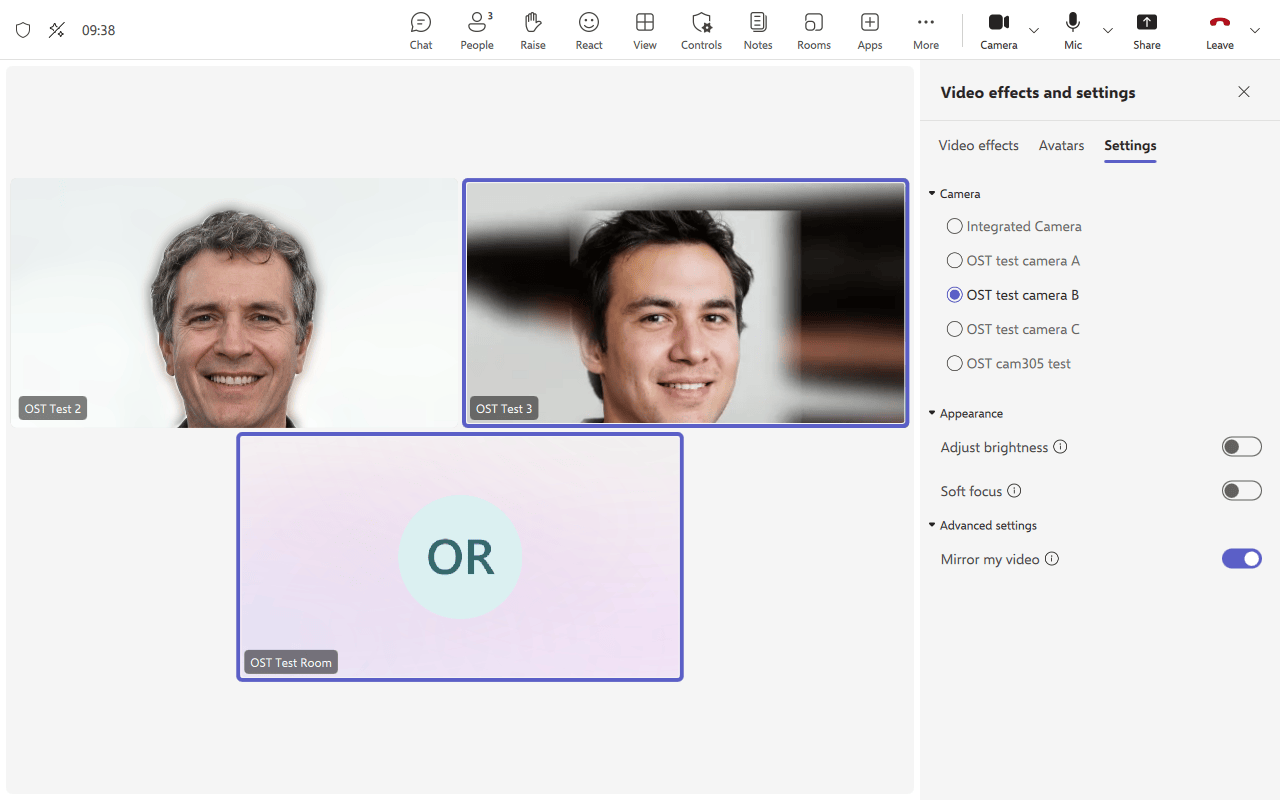 09:38
Chat
People
3
Raise
React
View
Controls
Notes
Rooms
Apps
More
Camera
Mic
Share
Leave
OST Test 2
OST Test 3
OR
OST Test Room
Video effects and settings
Video effects Avatars Settings
Camera
Integrated Camera
OST test camera A
OST test camera B
OST test camera C
OST cam305 test
Appearance
Adjust brightness
Soft focus
Advanced settings
Mirror my video